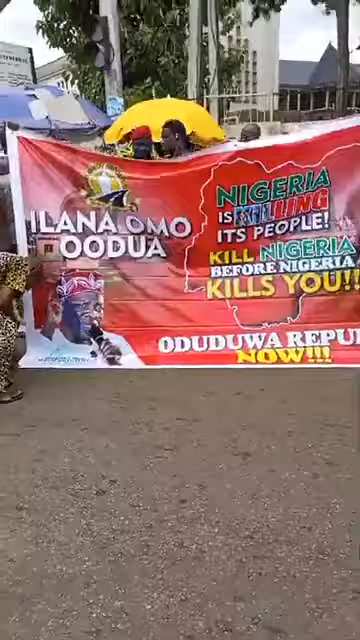 ILANA OMO
OODUA
NIGERIA
IS KILLING
ITS PEOPLE!
KILL NIGERIA
BEFORE NIGERIA
KILLS YOU!!
ODUDUWA REPU
NOW!!!